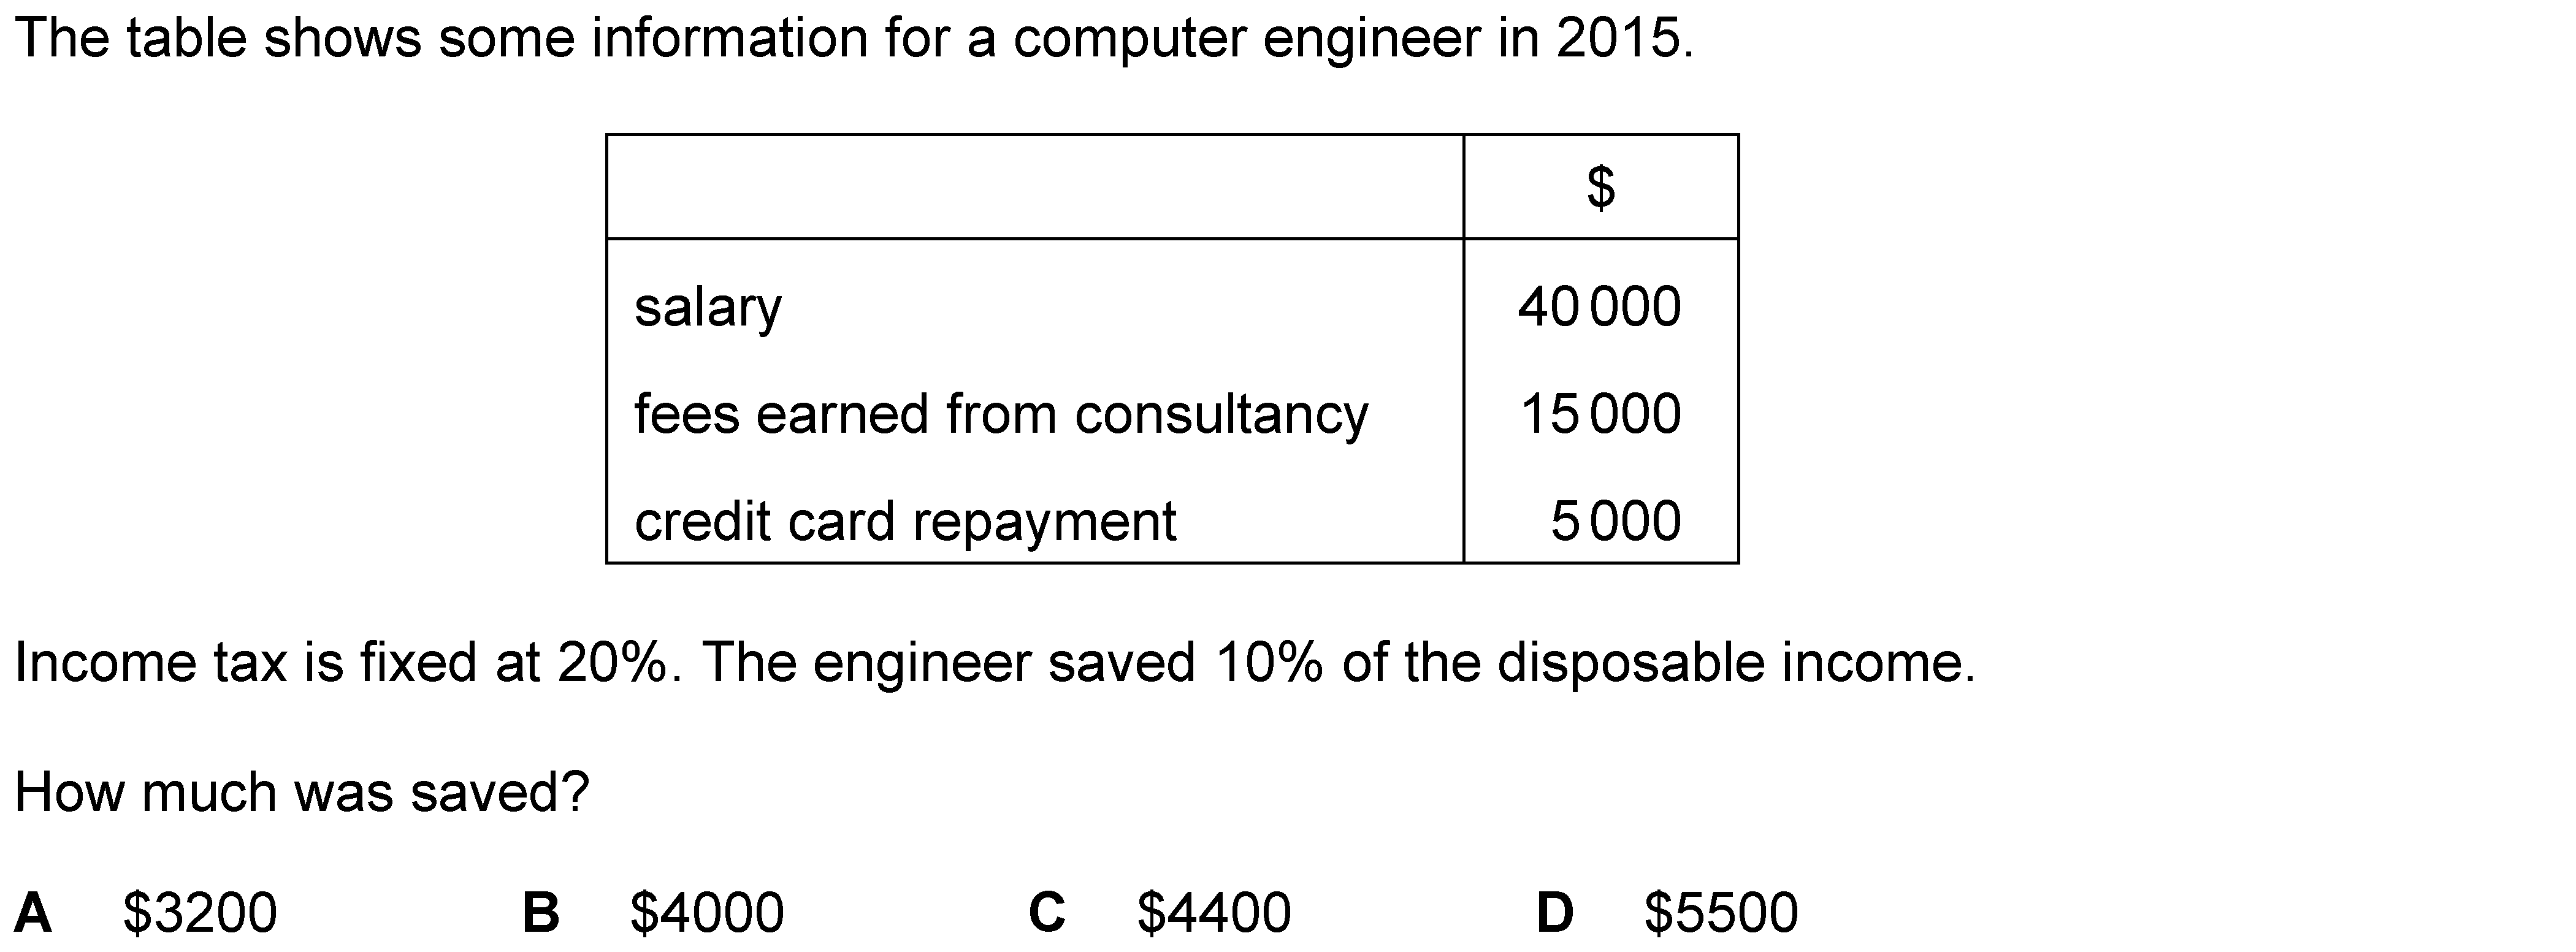 The table shows some information for a computer engineer in 2015.
$
salary 40 000
fees earned from consultancy 15 000
credit card repayment 5 000
Income tax is fixed at 20%. The engineer saved 10% of the disposable income.
How much was saved?
A $3200 B $4000 C $4400 D $5500